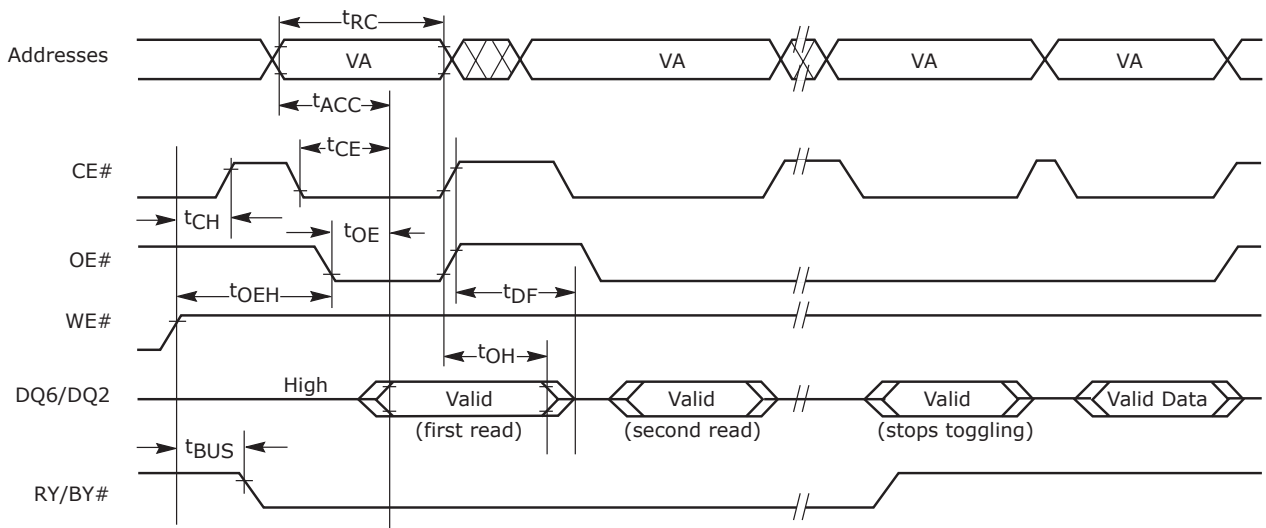 tRC
Addresses VA VA VA VA
tACC
tCE
CE#
tCH
tOE
OE#
tOEH
tDF
WE#
tOH
DQ6/DQ2 High Valid Valid Valid Valid Data
(first read) (second read) (stops toggling)
tBUS
RY/BY#